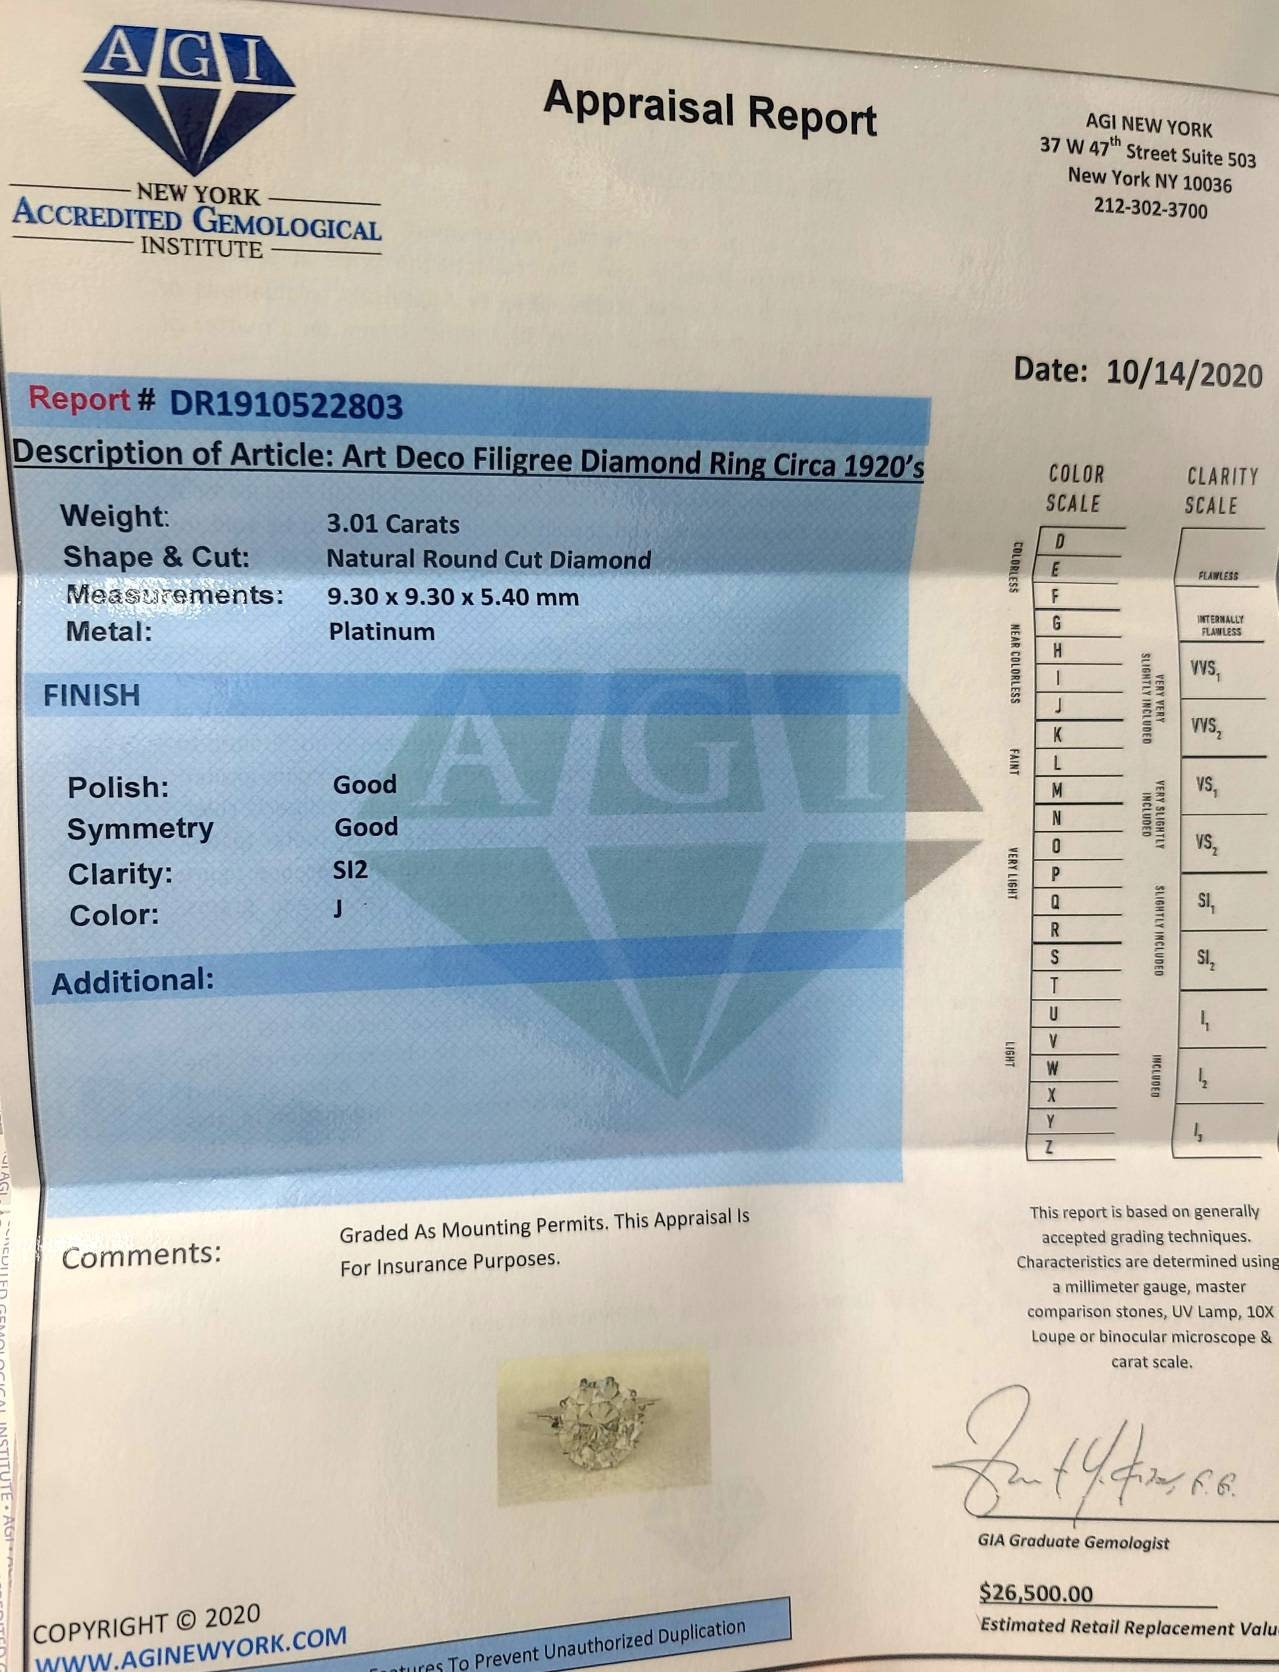 AGI
NEW YORK
ACCREDITED GEMOLOGICAL
INSTITUTE
Appraisal Report
AGI NEW YORK
37 W 47th Street Suite 503
New York NY 10036
212-302-3700
Date: 10/14/2020
Report # DR1910522803
Description of Article: Art Deco Filigree Diamond Ring Circa 1920's
Weight: 3.01 Carats
Shape & Cut: Natural Round Cut Diamond
Measurements: 9.30 x 9.30 x 5.40 mm
Metal: Platinum
FINISH
AGI
Polish: Good
Symmetry Good
Clarity: SI2
Color: J
Additional:
Comments: Graded As Mounting Permits. This Appraisal Is
For Insurance Purposes.
COLOR
SCALE
COLORLESS
D
E
F
NEAR COLORLESS
G
H
I
J
FAINT
K
L
M
VERY LIGHT
N
O
P
Q
R
LIGHT
S
T
U
V
W
X
Y
Z
CLARITY
SCALE
FLAWLESS
INTERNALLY
FLAWLESS
VERY VERY
SLIGHTLY INCLUDED
VVS1
VVS2
VERY SLIGHTLY
INCLUDED
VS1
VS2
SLIGHTLY INCLUDED
SI1
SI2
INCLUDED
I1
I2
I3
This report is based on generally
accepted grading techniques.
Characteristics are determined using
a millimeter gauge, master
comparison stones, UV Lamp, 10X
Loupe or binocular microscope &
carat scale.
GIA Graduate Gemologist
$26,500.00
Estimated Retail Replacement Valu
COPYRIGHT © 2020
WWW.AGINEWYORK.COM
tures To Prevent Unauthorized Duplication